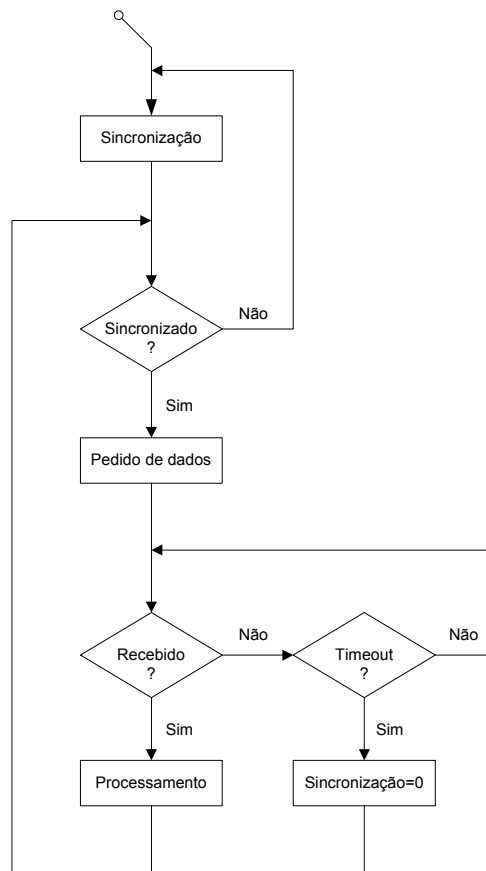 Sincronização
Sincronizado
?
Não
Sim
Pedido de dados
Recebido
?
Não
Timeout
?
Não
Sim
Sim
Processamento
Sincronização=0